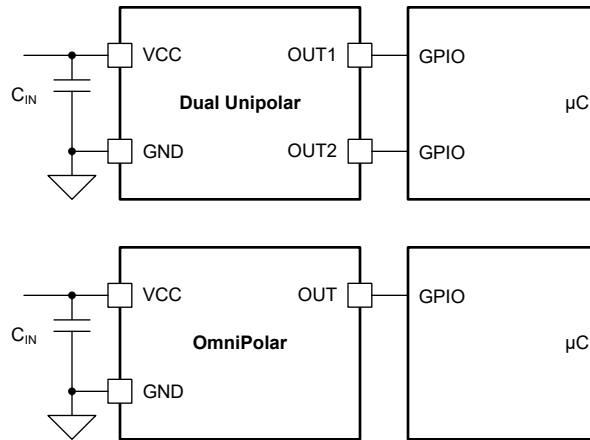 VCC OUT1 GPIO
C_IN Dual Unipolar µC
GND OUT2 GPIO
VCC OUT GPIO
C_IN OmniPolar µC
GND